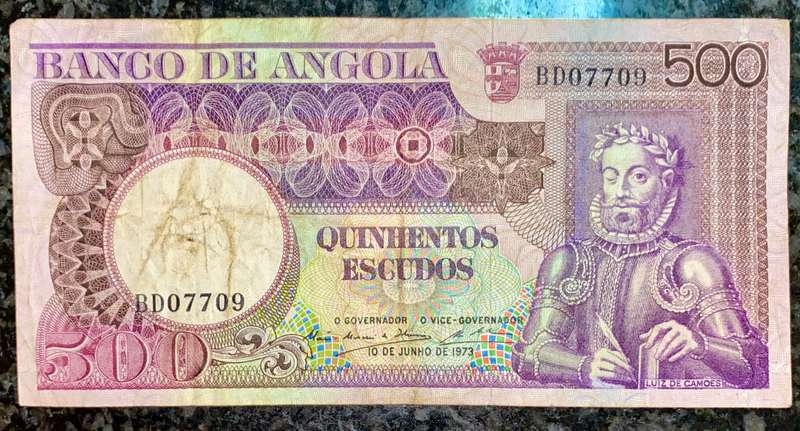 BANCO DE ANGOLA
BD07709
500
QUINHENTOS
ESCUDOS
BD07709
O GOVERNADOR O VICE-GOVERNADOR
10 DE JUNHO DE 1973
500
LUIZ DE CAMÕES